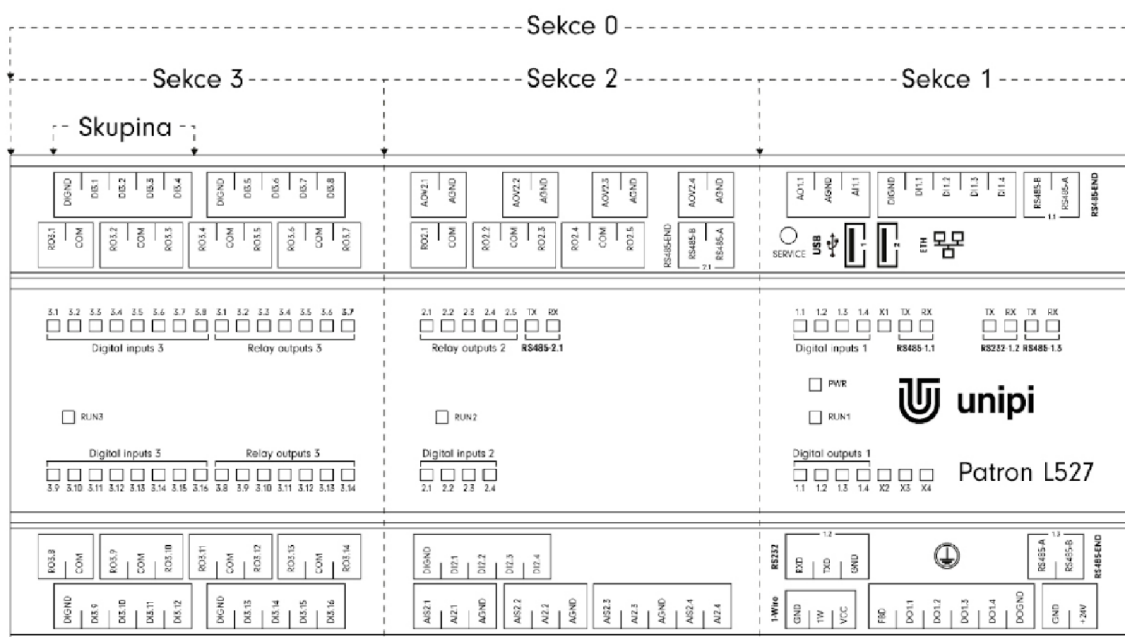 Sekce 0
Sekce 3 Sekce 2 Sekce 1
Skupina
DIGND DI3.1 DI3.2 DI3.3 DI3.4 DIGND DI3.5 DI3.6 DI3.7 DI3.8 AOV2.1 AGND AOV2.2 AGND AOV2.3 AGND AOV2.4 AGND AO1.1 AGND AI1.1 DIGND DI1.1 DI1.2 DI1.3 DI1.4 RS485-B RS485-A RS485-END
1.1
RO3.1 COM RO3.2 COM RO3.3 RO3.4 COM RO3.5 RO3.6 COM RO3.7 RO2.1 COM RO2.2 COM RO2.3 RO2.4 COM RO2.5 RS485-END RS485-B RS485-A SERVICE USB 1 2 ETH
2.1
3.1 3.2 3.3 3.4 3.5 3.6 3.7 3.8 3.1 3.2 3.3 3.4 3.5 3.6 3.7 2.1 2.2 2.3 2.4 2.5 TX RX 1.1 1.2 1.3 1.4 X1 TX RX TX RX TX RX
Digital inputs 3 Relay outputs 3 Relay outputs 2 RS485-2.1 Digital inputs 1 RS485-1.1 RS232-1.2 RS485-1.3
PWR
RUN3 RUN2 RUN1 unipi
Digital inputs 3 Relay outputs 3 Digital inputs 2 Digital outputs 1
Patron L527
3.9 3.10 3.11 3.12 3.13 3.14 3.15 3.16 3.8 3.9 3.10 3.11 3.12 3.13 3.14 2.1 2.2 2.3 2.4 1.1 1.2 1.3 1.4 X2 X3 X4
1.2 1.3
RO3.8 COM RO3.9 COM RO3.10 RO3.11 COM RO3.12 RO3.13 COM RO3.14 DIGND DI2.1 DI2.2 DI2.3 DI2.4 RS232 RXD TXD GND RS485-A RS485-B RS485-END
DIGND DI3.9 DI3.10 DI3.11 DI3.12 DIGND DI3.13 DI3.14 DI3.15 DI3.16 AIS2.1 AI2.1 AGND AIS2.2 AI2.2 AGND AIS2.3 AI2.3 AGND AIS2.4 AI2.4 1-Wire GND 1W VCC DO1.1 DO1.2 DO1.3 DO1.4 DOGND GND +24V